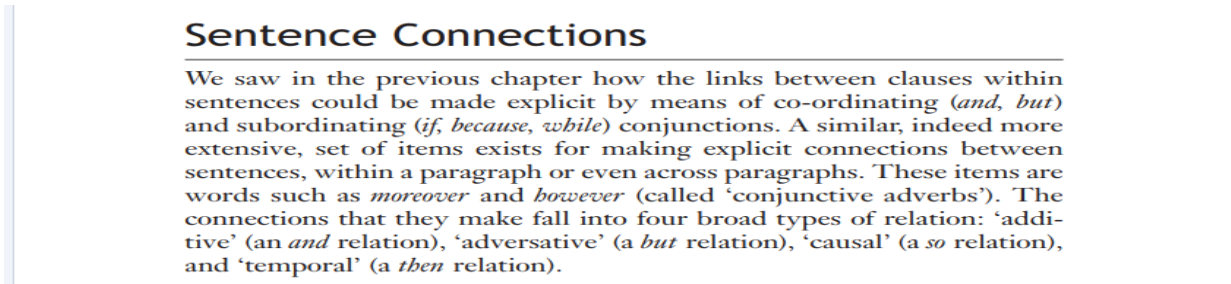 Sentence Connections
We saw in the previous chapter how the links between clauses within
sentences could be made explicit by means of co-ordinating (and, but)
and subordinating (if, because, while) conjunctions. A similar, indeed more
extensive, set of items exists for making explicit connections between
sentences, within a paragraph or even across paragraphs. These items are
words such as moreover and however (called ‘conjunctive adverbs’). The
connections that they make fall into four broad types of relation: ‘addi-
tive’ (an and relation), ‘adversative’ (a but relation), ‘causal’ (a so relation),
and ‘temporal’ (a then relation).